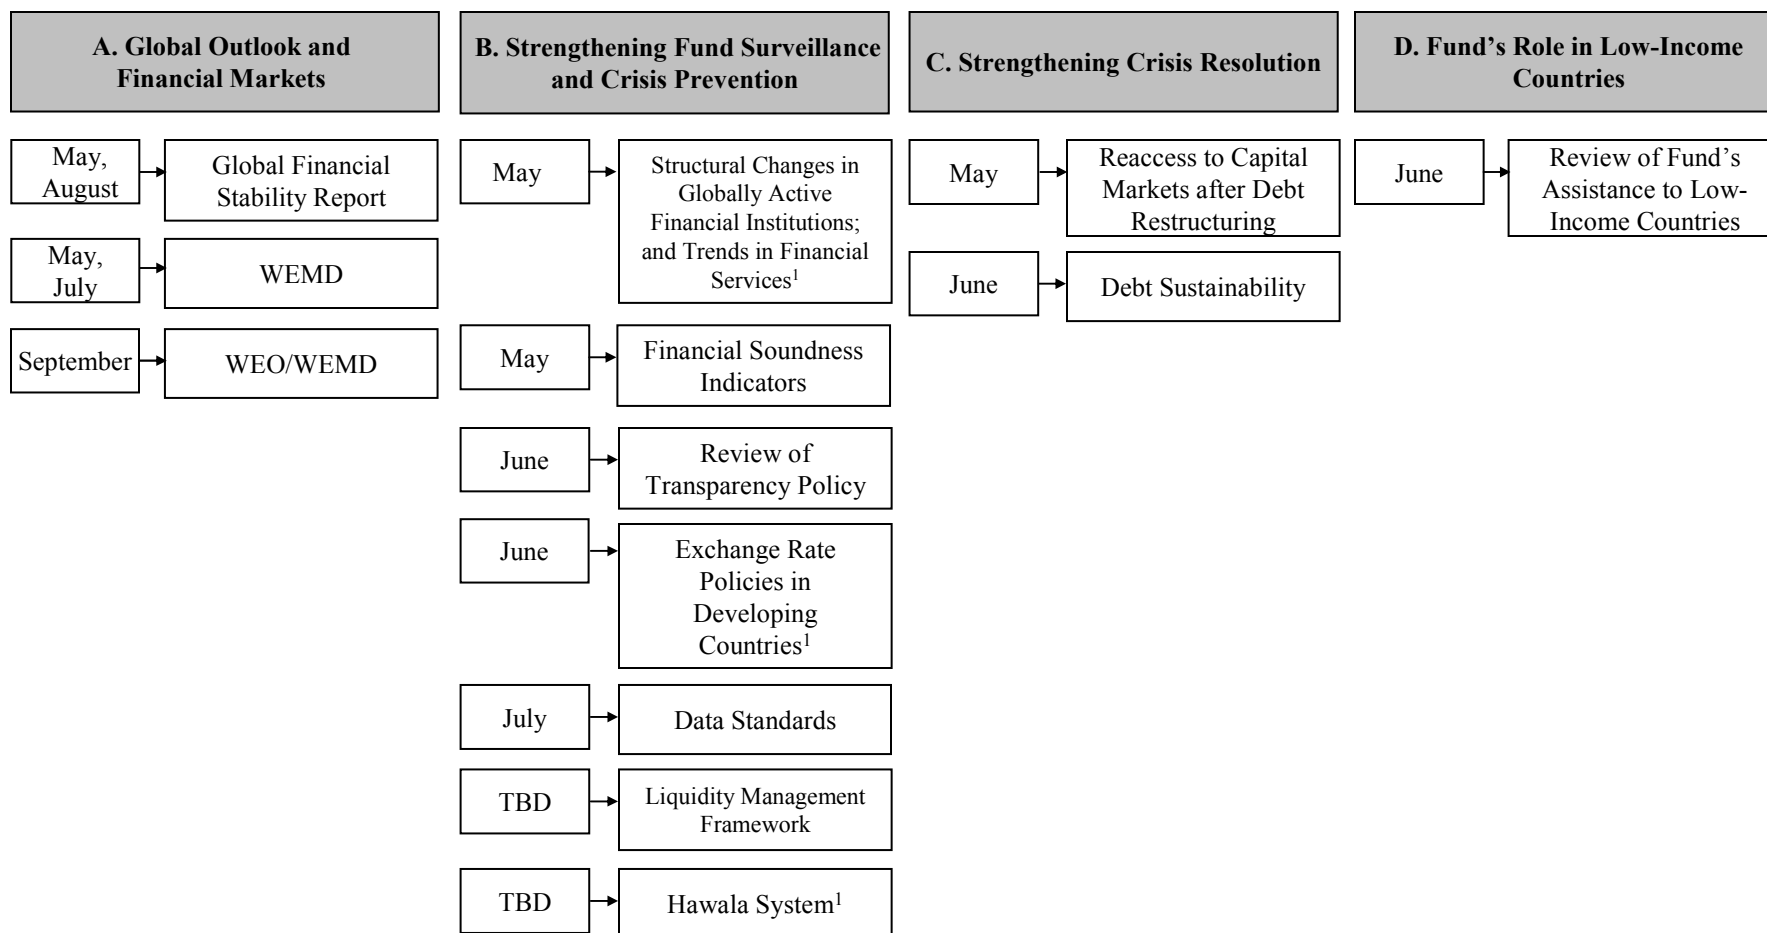 A. Global Outlook and
Financial Markets
May,
August
Global Financial
Stability Report
May,
July
WEMD
September
WEO/WEMD
B. Strengthening Fund Surveillance
and Crisis Prevention
May
Structural Changes in
Globally Active
Financial Institutions;
and Trends in Financial
Services¹
May
Financial Soundness
Indicators
June
Review of
Transparency Policy
June
Exchange Rate
Policies in
Developing
Countries¹
July
Data Standards
TBD
Liquidity Management
Framework
TBD
Hawala System¹
C. Strengthening Crisis Resolution
May
Reaccess to Capital
Markets after Debt
Restructuring
June
Debt Sustainability
D. Fund’s Role in Low-Income
Countries
June
Review of Fund’s
Assistance to Low-
Income Countries